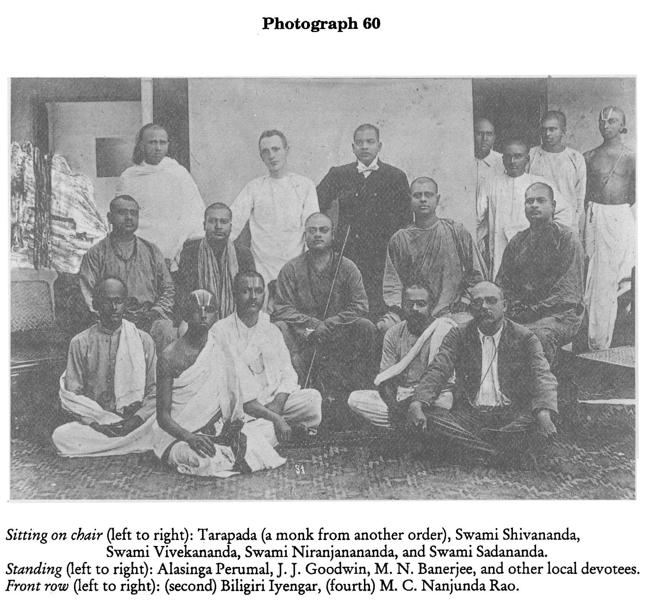 Photograph 60
81
Sitting on chair (left to right): Tarapada (a monk from another order), Swami Shivananda,
Swami Vivekananda, Swami Niranjanananda, and Swami Sadananda.
Standing (left to right): Alasinga Perumal, J. J. Goodwin, M. N. Banerjee, and other local devotees.
Front row (left to right): (second) Biligiri Iyengar, (fourth) M. C. Nanjunda Rao.